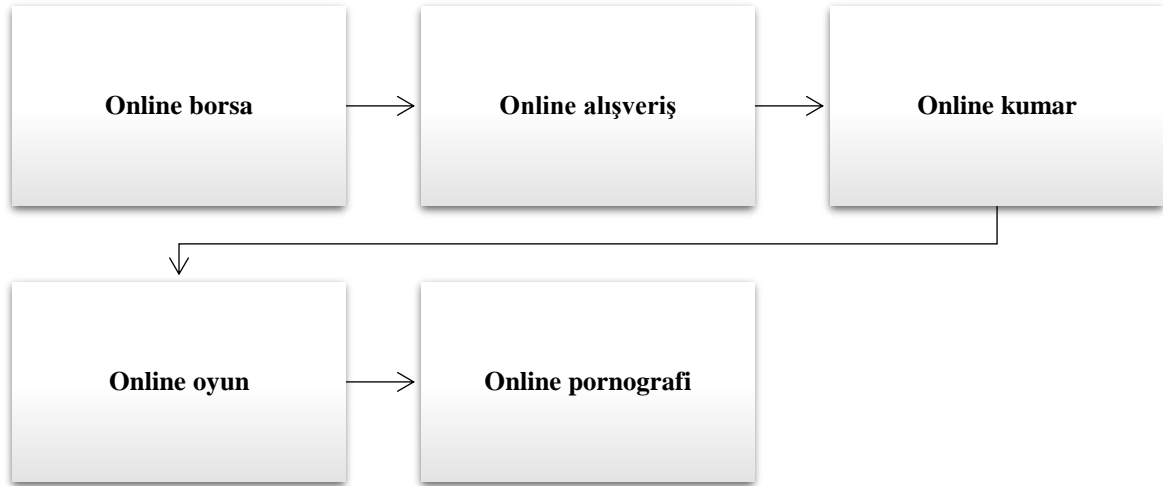 Online borsa
Online alışveriş
Online kumar
Online oyun
Online pornografi